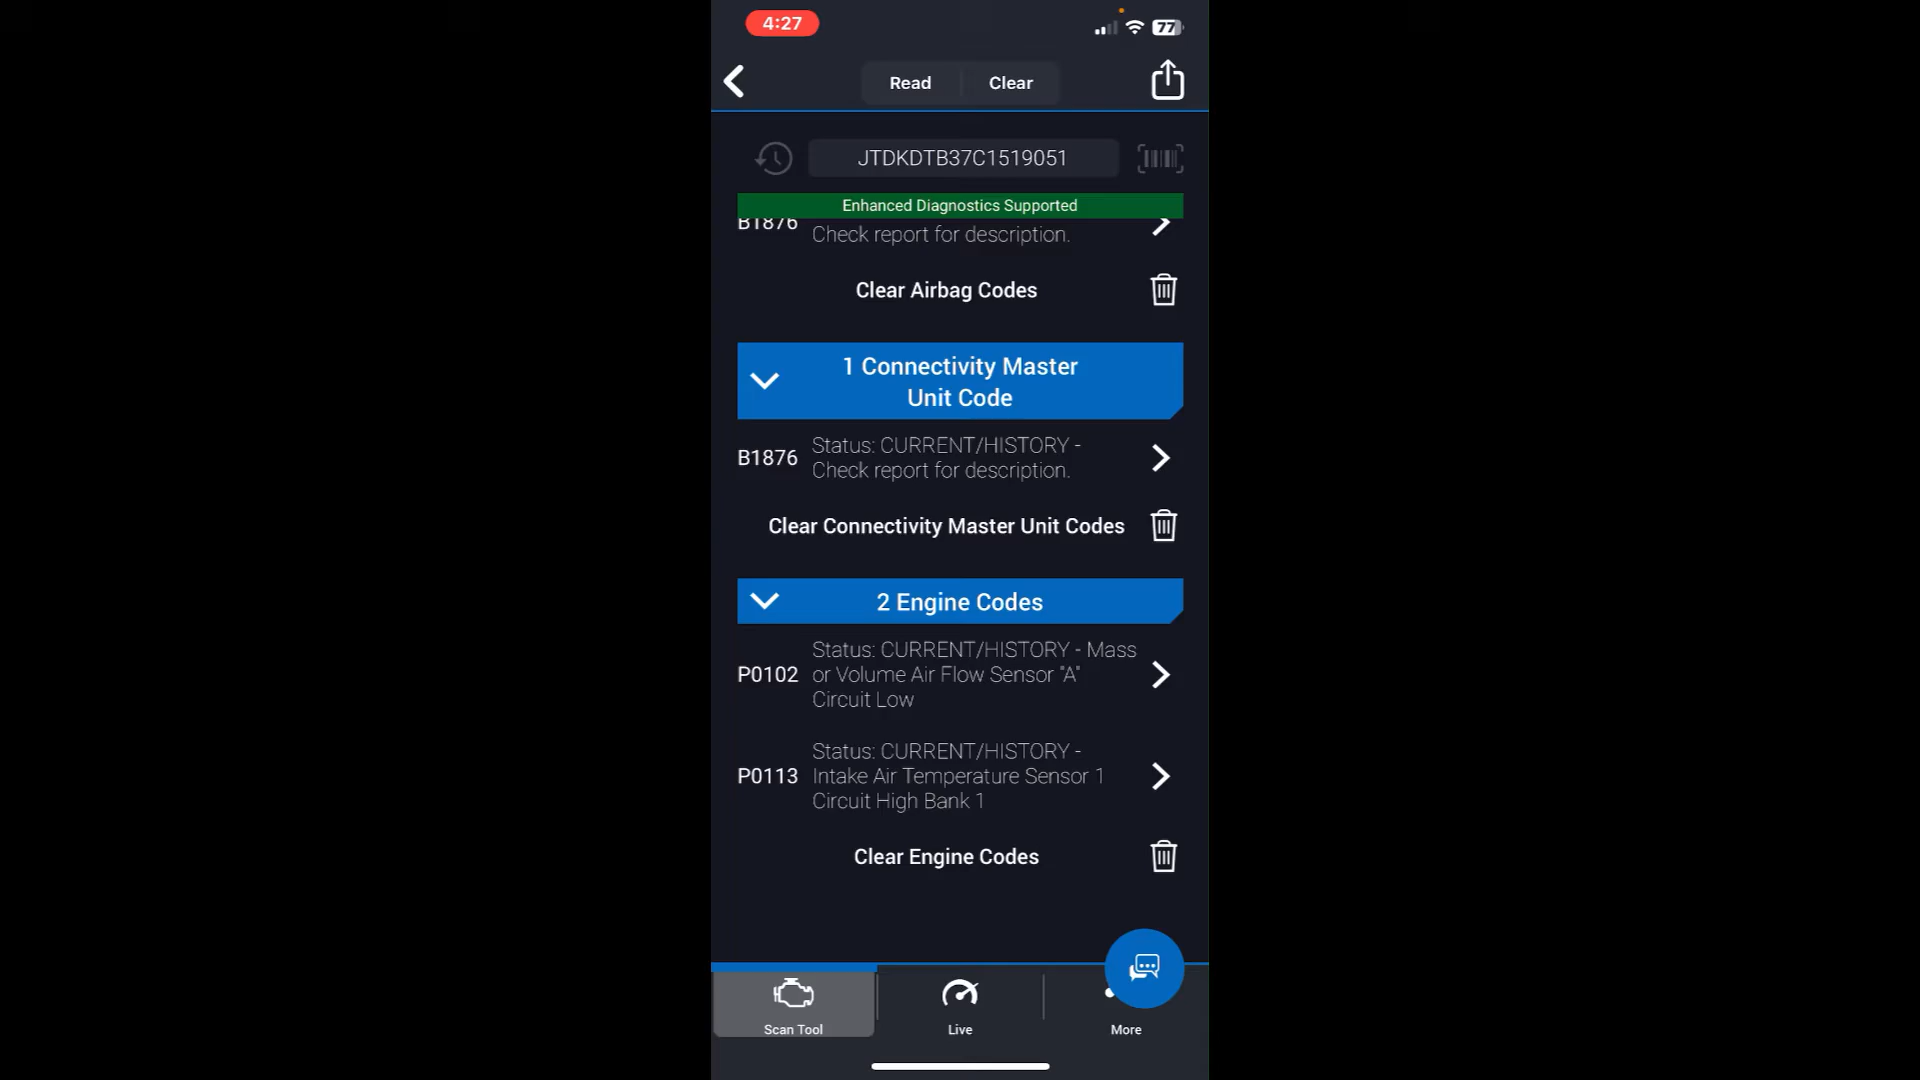 4:27
77
Read
Clear
JTDKDTB37C1519051
Enhanced Diagnostics Supported
B1876
Check report for description.
Clear Airbag Codes
1 Connectivity Master
Unit Code
B1876
Status: CURRENT/HISTORY -
Check report for description.
Clear Connectivity Master Unit Codes
2 Engine Codes
P0102
Status: CURRENT/HISTORY - Mass
or Volume Air Flow Sensor "A"
Circuit Low
P0113
Status: CURRENT/HISTORY -
Intake Air Temperature Sensor 1
Circuit High Bank 1
Clear Engine Codes
Scan Tool
Live
More